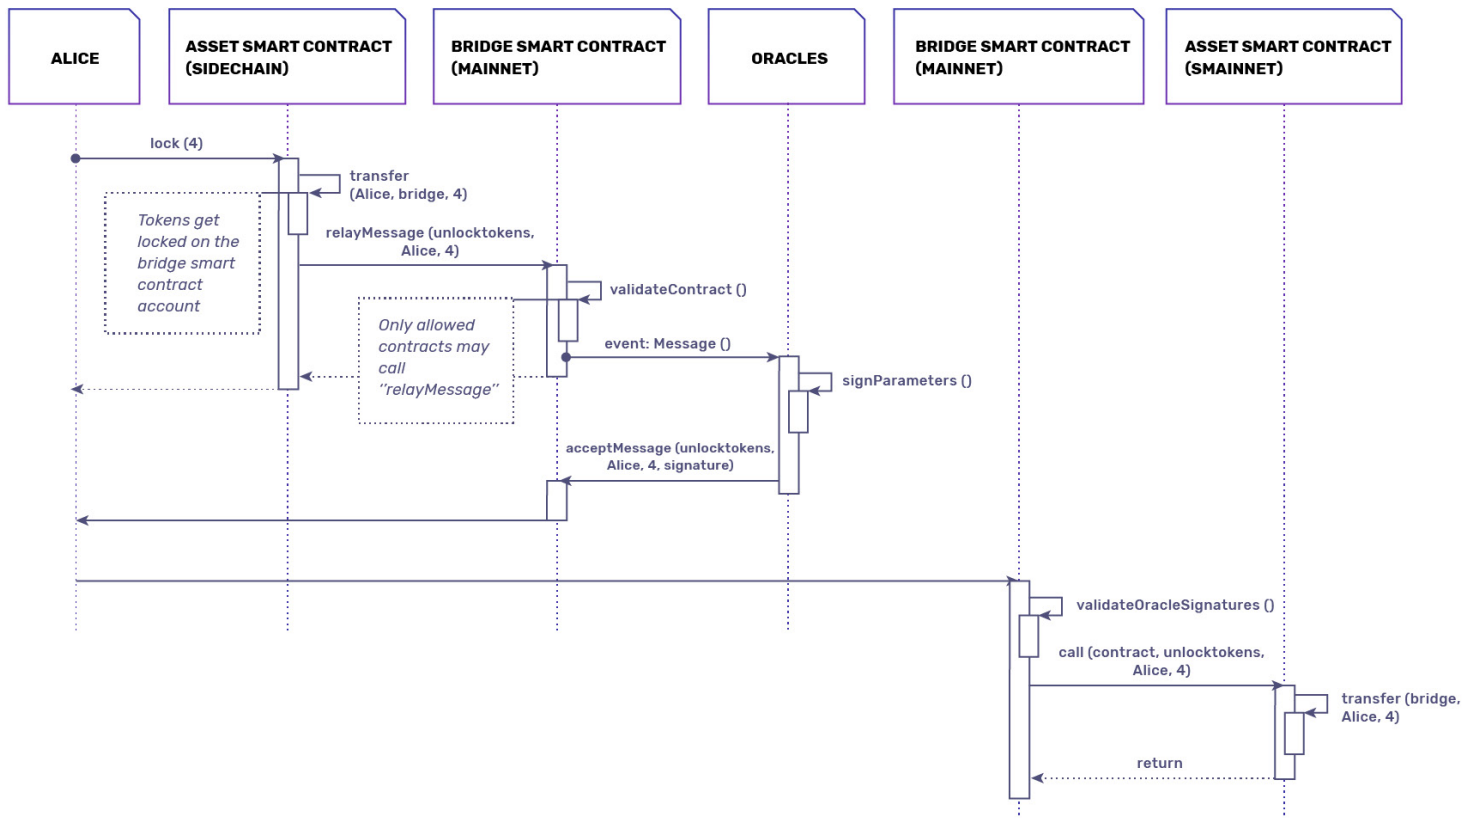 ALICE
ASSET SMART CONTRACT
(SIDECHAIN)
BRIDGE SMART CONTRACT
(MAINNET)
ORACLES
BRIDGE SMART CONTRACT
(MAINNET)
ASSET SMART CONTRACT
(SMAINNET)
lock (4)
transfer
(Alice, bridge, 4)
Tokens get
locked on the
bridge smart
contract
account
relayMessage (unlocktokens,
Alice, 4)
validateContract ()
Only allowed
contracts may
call
‘’relayMessage’’
event: Message ()
signParameters ()
acceptMessage (unlocktokens,
Alice, 4, signature)
validateOracleSignatures ()
call (contract, unlocktokens,
Alice, 4)
transfer (bridge,
Alice, 4)
return